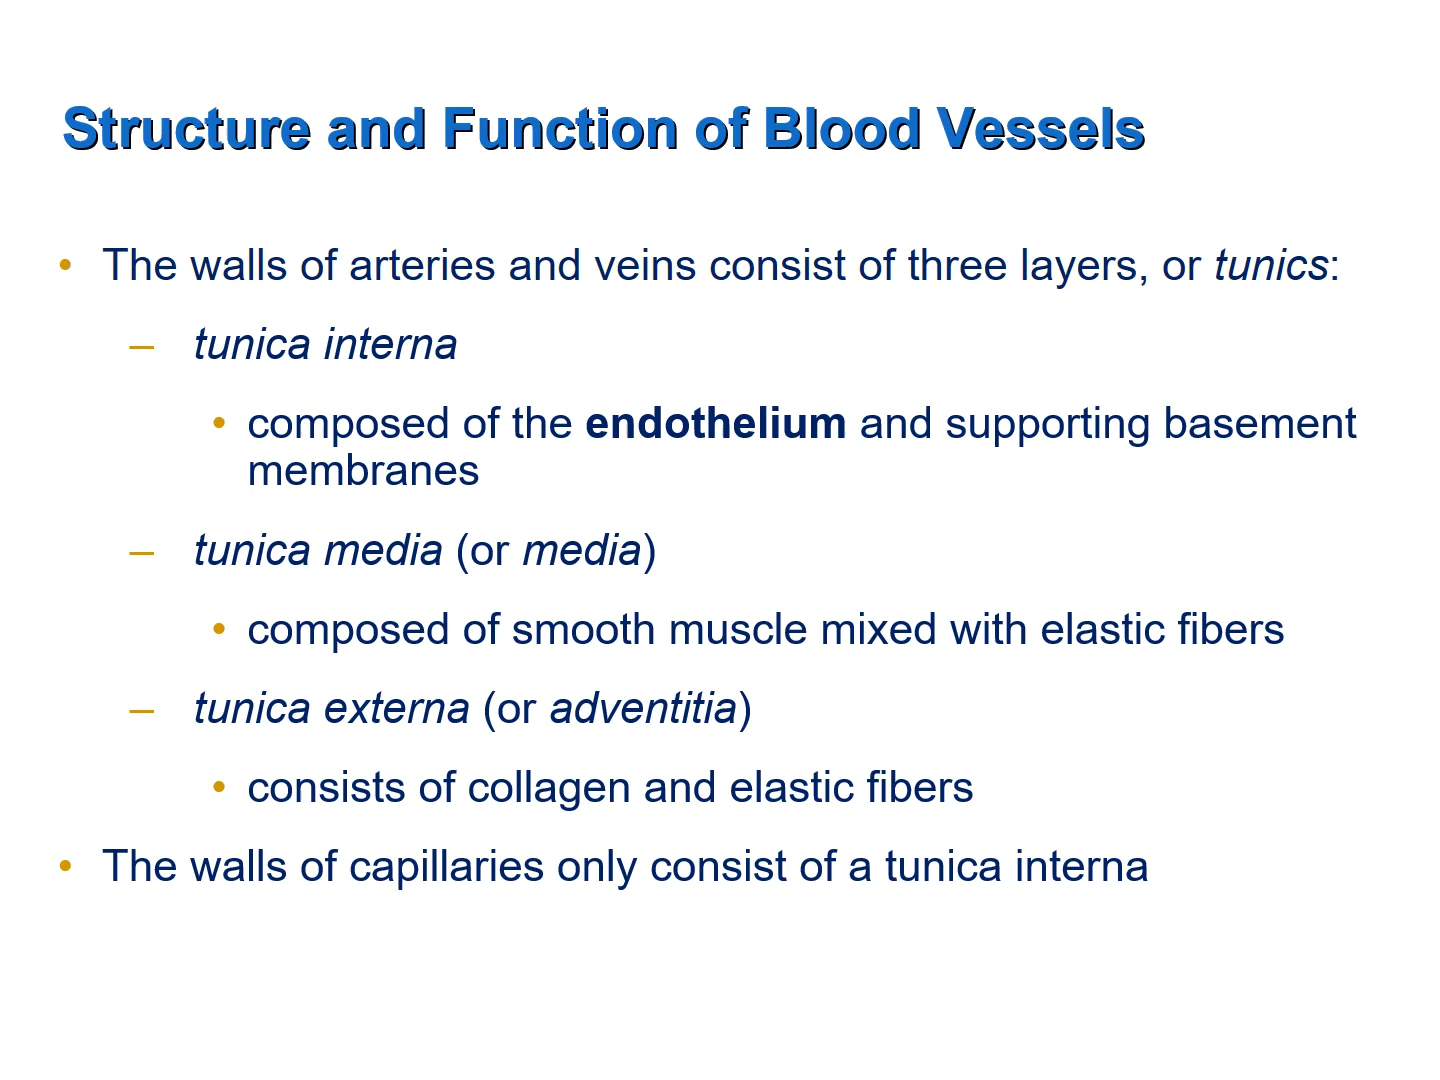 Structure and Function of Blood Vessels
• The walls of arteries and veins consist of three layers, or tunics:
– tunica interna
• composed of the endothelium and supporting basement
membranes
– tunica media (or media)
• composed of smooth muscle mixed with elastic fibers
– tunica externa (or adventitia)
• consists of collagen and elastic fibers
• The walls of capillaries only consist of a tunica interna